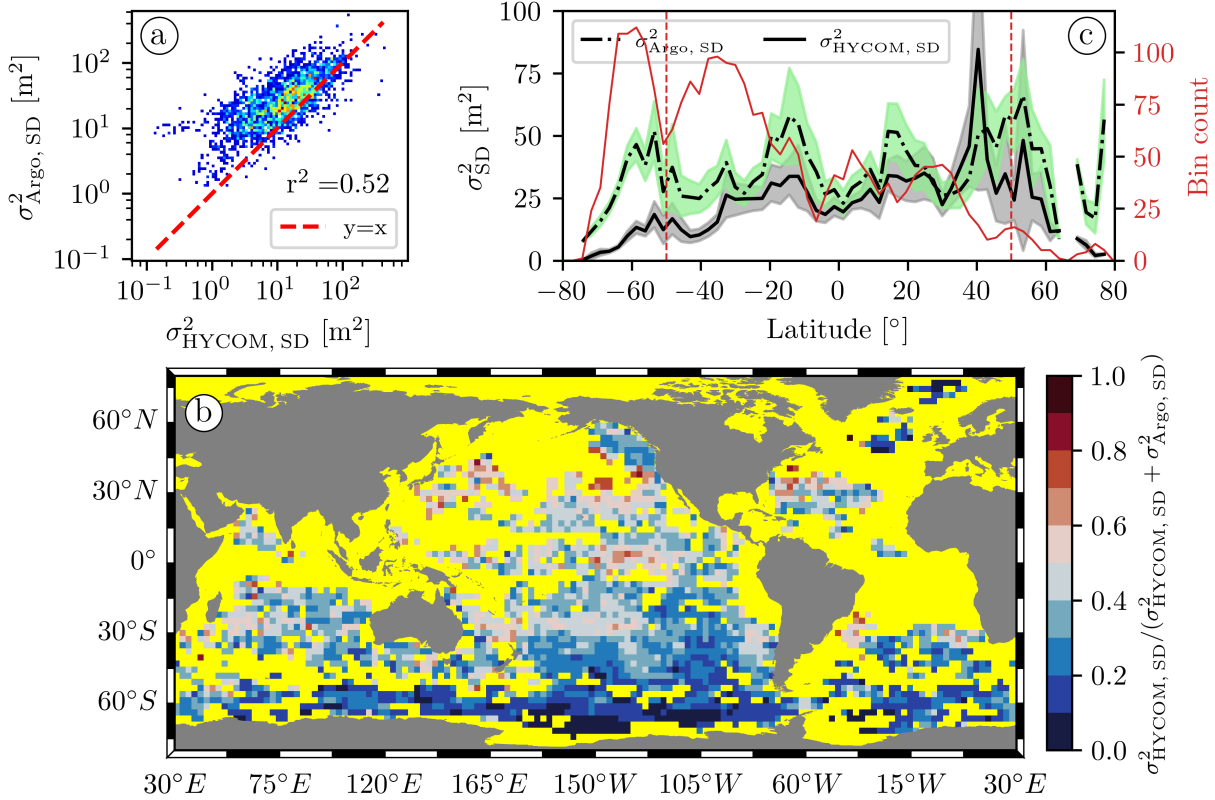 a
σ²Argo, SD [m²]
10²
10¹
10⁰
10⁻¹
r² =0.52
y=x
10⁻¹ 10⁰ 10¹ 10²
σ²HYCOM, SD [m²]
c
σ²SD [m²]
100
75
50
25
0
σ²Argo, SD σ²HYCOM, SD
100
75
50
25
0
Bin count
−80 −60 −40 −20 0 20 40 60 80
Latitude [°]
b
60°N
30°N
0°
30°S
60°S
30°E 75°E 120°E 165°E 150°W 105°W 60°W 15°W 30°E
1.0
0.8
0.6
0.4
0.2
0.0
σ²HYCOM, SD/(σ²HYCOM, SD + σ²Argo, SD)